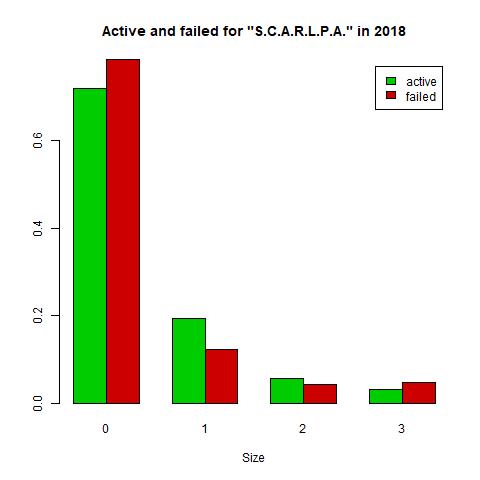 Active and failed for "S.C.A.R.L.P.A." in 2018
active
failed
0.6
0.4
0.2
0.0
0 1 2 3
Size